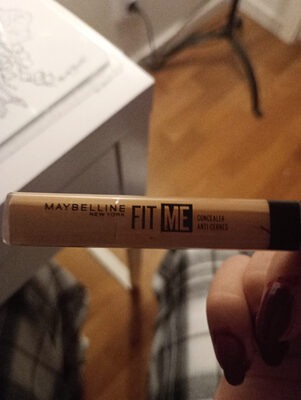 MAYBELLINE
NEW YORK
FIT ME
CONCEALER
ANTI-CERNES